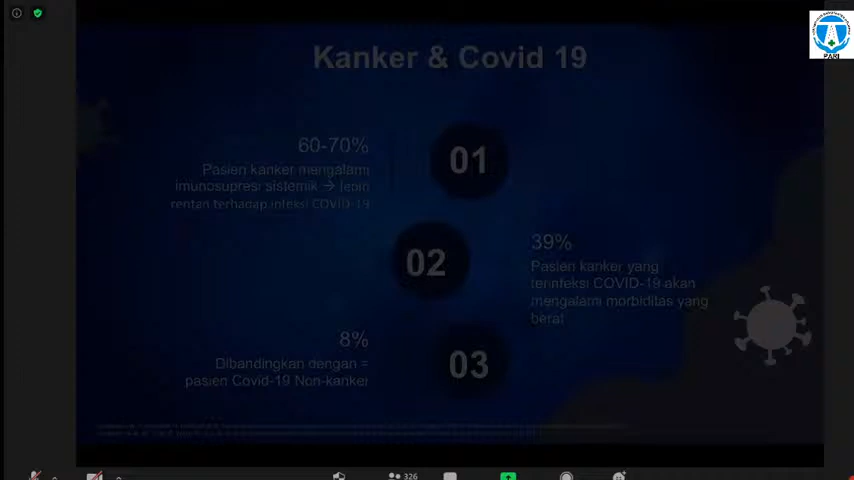 Kanker & Covid 19
60-70%
Pasien kanker mengalami
imunosupresi sistemik → lebih
rentan terhadap infeksi COVID-19
01
02
39%
Pasien kanker yang
terinfeksi COVID-19 akan
mengalami morbiditas yang
berat
8%
Dibandingkan dengan =
pasien Covid-19 Non-kanker
03
PARI
326